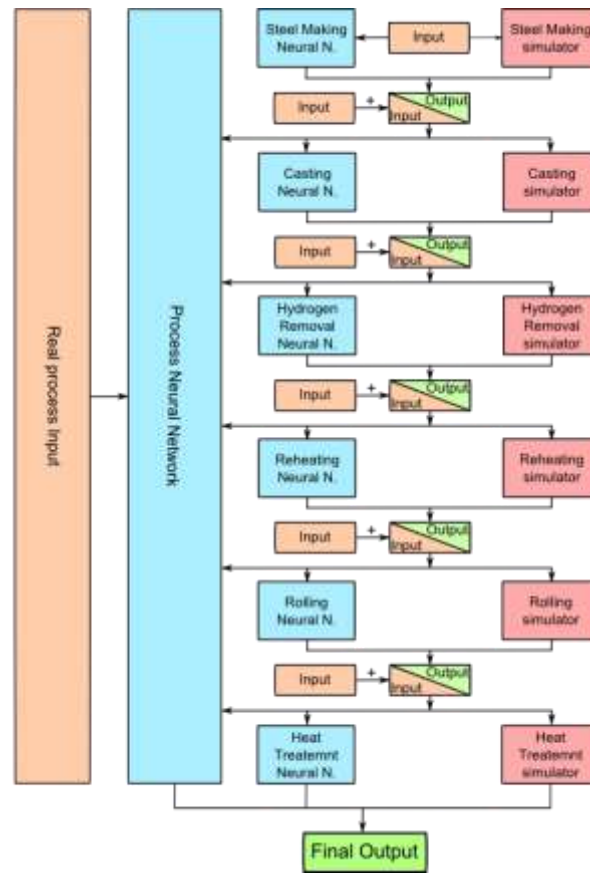 Steel Making
Neural N.
Input
Steel Making
simulator
Input
+
Output
Input
Casting
Neural N.
Casting
simulator
Input
+
Output
Input
Hydrogen
Removal
Neural N.
Hydrogen
Removal
simulator
Input
+
Output
Input
Real process Input
Process Neural Network
Reheating
Neural N.
Reheating
simulator
Input
+
Output
Input
Rolling
Neural N.
Rolling
simulator
Input
+
Output
Input
Heat
Treatemnt
Neural N.
Heat
Treatemnt
simulator
Final Output